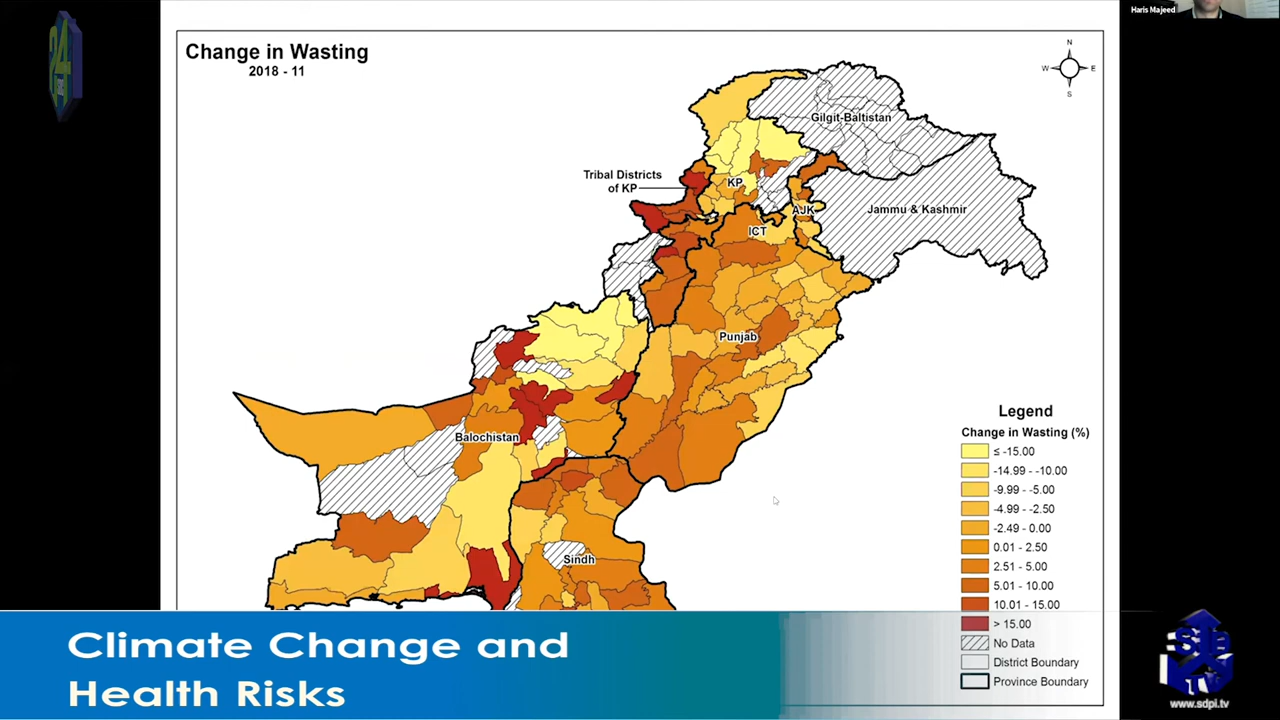 Haris Majeed
24
Change in Wasting
2018 - 11
N
W
E
S
Gilgit-Baltistan
Tribal Districts
of KP
KP
AJK
Jammu & Kashmir
ICT
Punjab
Balochistan
Sindh
Legend
Change in Wasting (%)
≤ -15.00
-14.99 - -10.00
-9.99 - -5.00
-4.99 - -2.50
-2.49 - 0.00
0.01 - 2.50
2.51 - 5.00
5.01 - 10.00
10.01 - 15.00
> 15.00
No Data
District Boundary
Province Boundary
Climate Change and
Health Risks
www.sdpi.tv